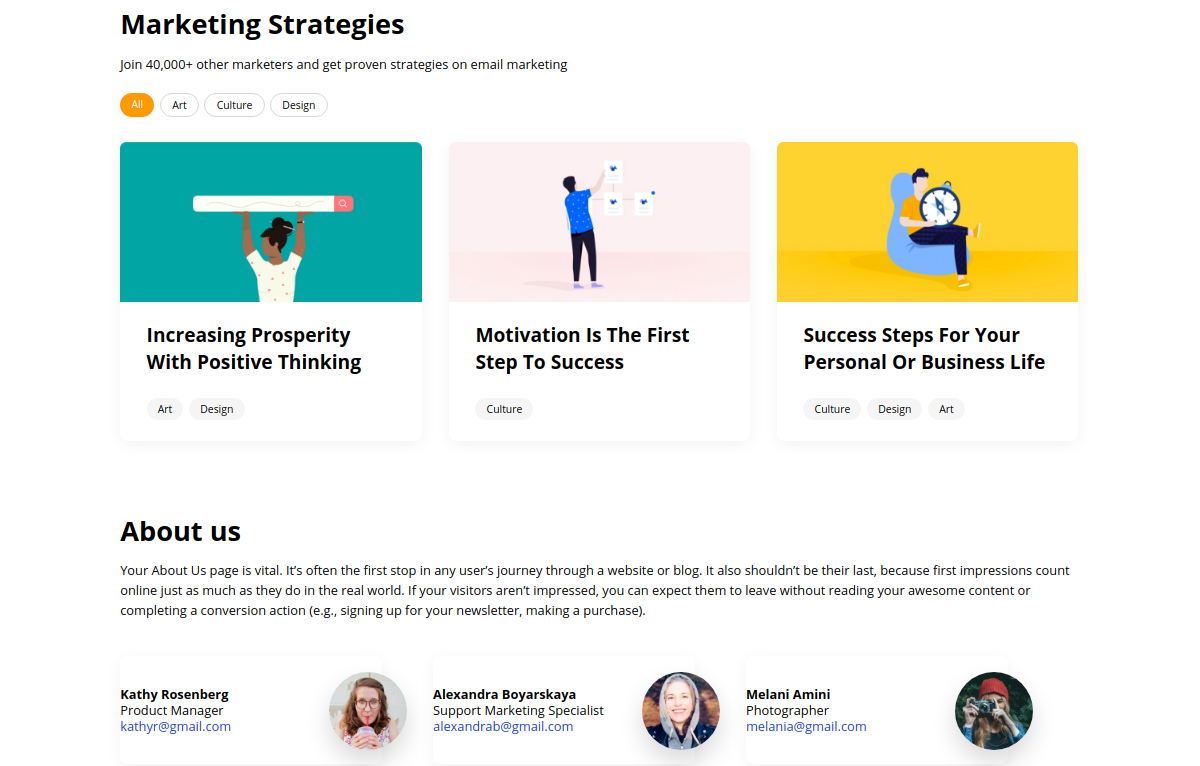 Marketing Strategies
Join 40,000+ other marketers and get proven strategies on email marketing
All Art Culture Design
Increasing Prosperity
With Positive Thinking
Art Design
Motivation Is The First
Step To Success
Culture
Success Steps For Your
Personal Or Business Life
Culture Design Art
About us
Your About Us page is vital. It’s often the first stop in any user’s journey through a website or blog. It also shouldn’t be their last, because first impressions count
online just as much as they do in the real world. If your visitors aren’t impressed, you can expect them to leave without reading your awesome content or
completing a conversion action (e.g., signing up for your newsletter, making a purchase).
Kathy Rosenberg
Product Manager
kathyr@gmail.com
Alexandra Boyarskaya
Support Marketing Specialist
alexandrab@gmail.com
Melani Amini
Photographer
melania@gmail.com